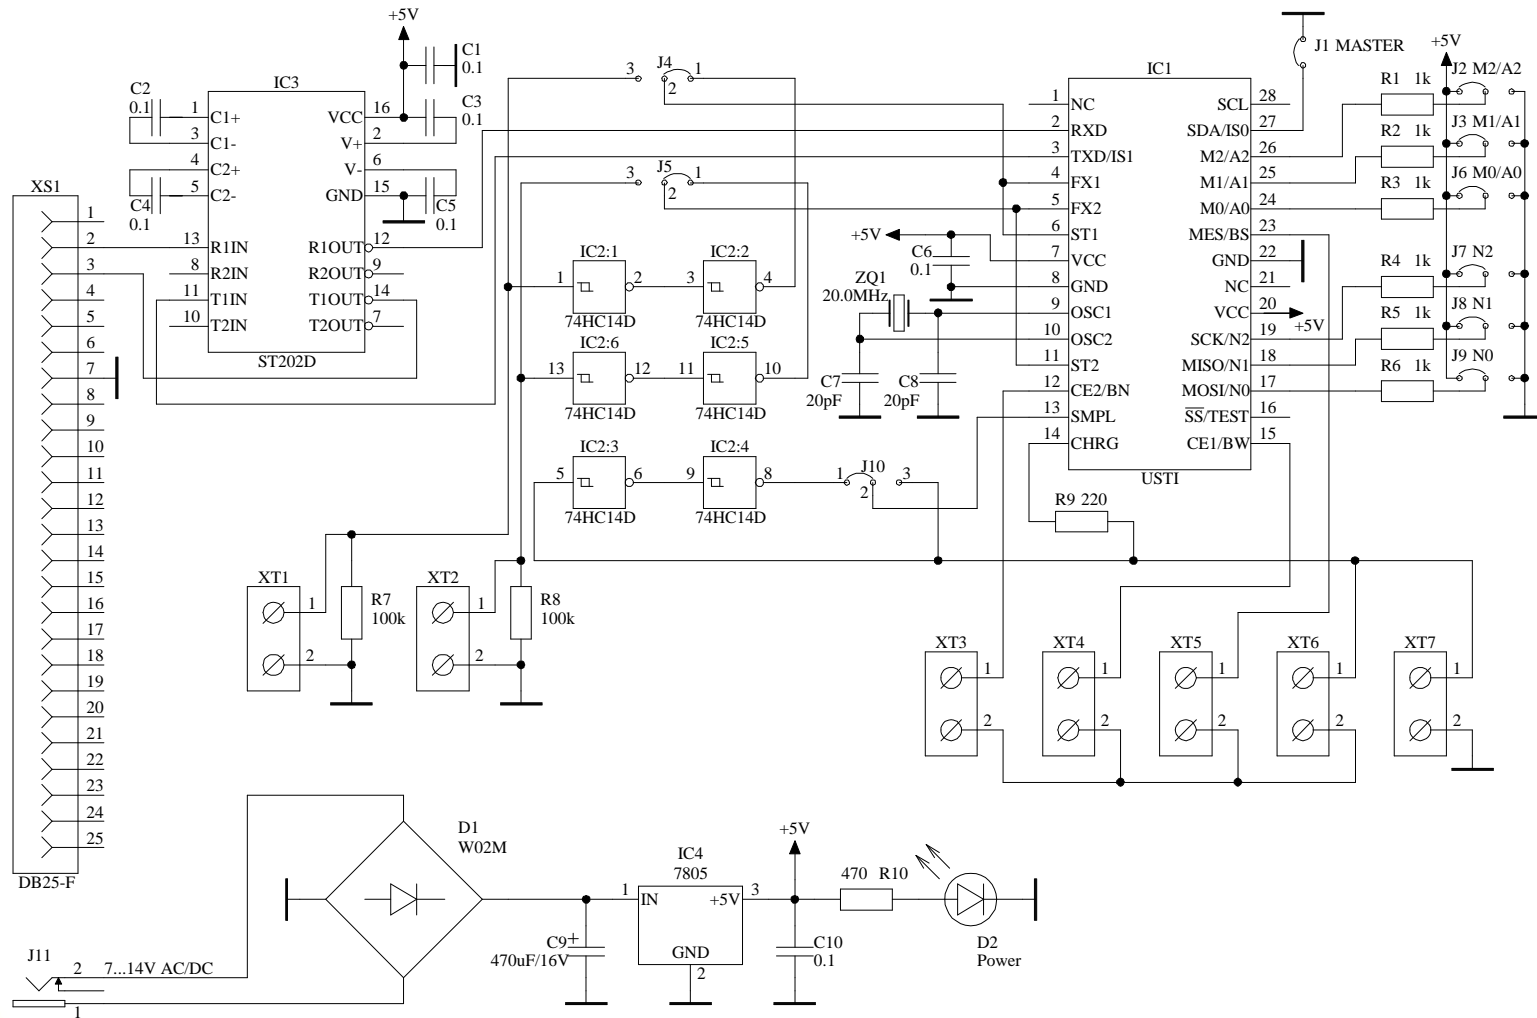 +5V
C1
0.1
C2
0.1
IC3
C3
0.1
1 C1+ VCC 16
3 C1- V+ 2
4 C2+ V- 6
5 C2- GND 15
C4
0.1
C5
0.1
13 R1IN R1OUT 12
8 R2IN R2OUT 9
11 T1IN T1OUT 14
10 T2IN T2OUT 7
ST202D
XS1
1
2
3
4
5
6
7
8
9
10
11
12
13
14
15
16
17
18
19
20
21
22
23
24
25
DB25-F
3 J4 1
2
3 J5 1
2
IC2:1
1 2
74HC14D
IC2:2
3 4
74HC14D
IC2:6
13 12
74HC14D
IC2:5
11 10
74HC14D
IC2:3
5 6
74HC14D
IC2:4
9 8
74HC14D
1 J10 3
2
+5V
C6
0.1
ZQ1
20.0MHz
C7
20pF
C8
20pF
IC1
1 NC SCL 28
2 RXD SDA/IS0 27
3 TXD/IS1 M2/A2 26
4 FX1 M1/A1 25
5 FX2 M0/A0 24
6 ST1 MES/BS 23
7 VCC GND 22
8 GND NC 21
9 OSC1 VCC 20
+5V
10 OSC2 SCK/N2 19
11 ST2 MISO/N1 18
12 CE2/BN MOSI/N0 17
13 SMPL SS/TEST 16
14 CHRG CE1/BW 15
USTI
J1 MASTER
+5V
R1 1k
J2 M2/A2
R2 1k
J3 M1/A1
R3 1k
J6 M0/A0
R4 1k
J7 N2
R5 1k
J8 N1
R6 1k
J9 N0
R9 220
XT1
1
2
R7
100k
XT2
1
2
R8
100k
XT3
1
2
XT4
1
2
XT5
1
2
XT6
1
2
XT7
1
2
D1
W02M
J11
2 7...14V AC/DC
1
C9 +
470uF/16V
IC4
7805
1 IN +5V 3
GND
2
+5V
C10
0.1
470 R10
D2
Power